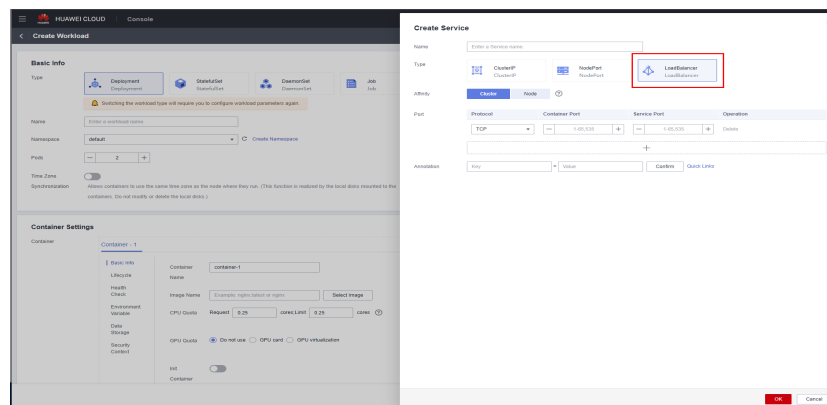 HUAWEI CLOUD | Console
< Create Workload
Basic Info
Type
Deployment
Deployment
StatefulSet
StatefulSet
DaemonSet
DaemonSet
Job
Job
Switching the workload type will require you to configure workload parameters again.
Name
Enter a workload name.
Namespace
default
Create Namespace
Pods
2
Time Zone
Synchronization
Allows containers to use the same time zone as the node where they run. (This function is realized by the local disks mounted to the
containers. Do not modify or delete the local disks.)
Container Settings
Container
Container - 1
Basic Info
Lifecycle
Health
Check
Environment
Variable
Data
Storage
Security
Context
Container
Name
container-1
Image Name
Example: nginx:latest or nginx
Select Image
CPU Quota
Request 0.25 cores;Limit 0.25 cores
GPU Quota
Do not use
GPU card
GPU virtualization
Init
Container
Create Service
Name
Enter a Service name.
Type
ClusterIP
ClusterIP
NodePort
NodePort
LoadBalancer
LoadBalancer
Affinity
Cluster
Node
Port
Protocol Container Port Service Port Operation
TCP − 1-65,535 + − 1-65,535 + Delete
+
Annotation
Key = Value Confirm Quick Links
OK Cancel